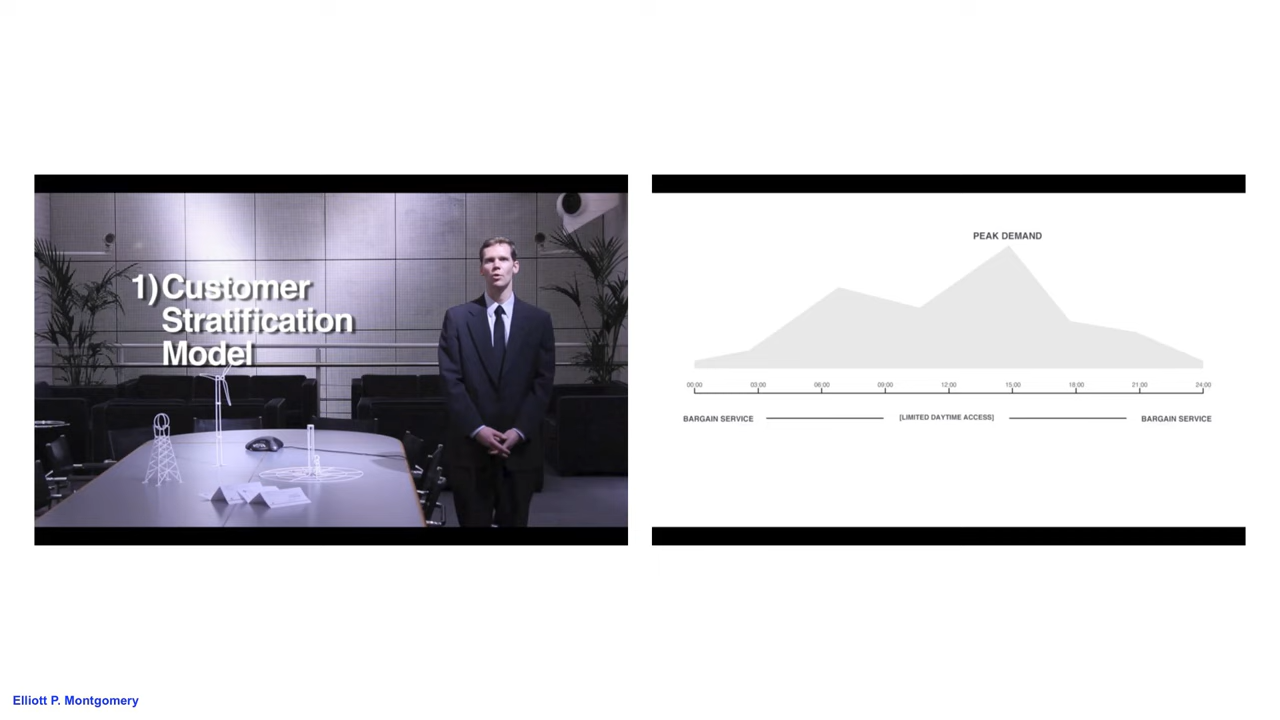 1) Customer
Stratification
Model
PEAK DEMAND
00:00 03:00 06:00 09:00 12:00 15:00 18:00 21:00 24:00
BARGAIN SERVICE [LIMITED DAYTIME ACCESS] BARGAIN SERVICE
Elliott P. Montgomery